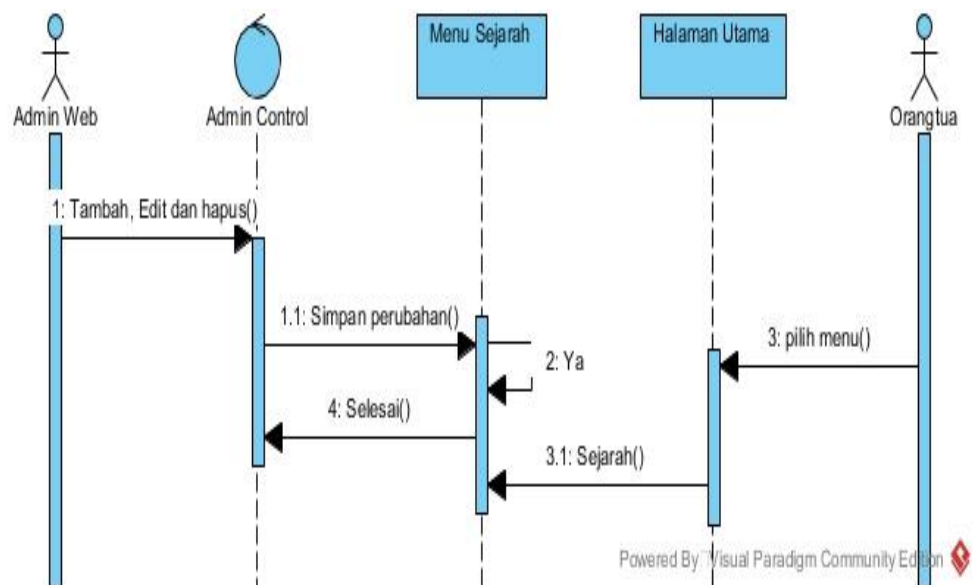 Menu Sejarah
Halaman Utama
Admin Web
Admin Control
Orangtua
1: Tambah, Edit dan hapus()
1.1: Simpan perubahan()
3: pilih menu()
2: Ya
4: Selesai()
3.1: Sejarah()
Powered By Visual Paradigm Community Edition